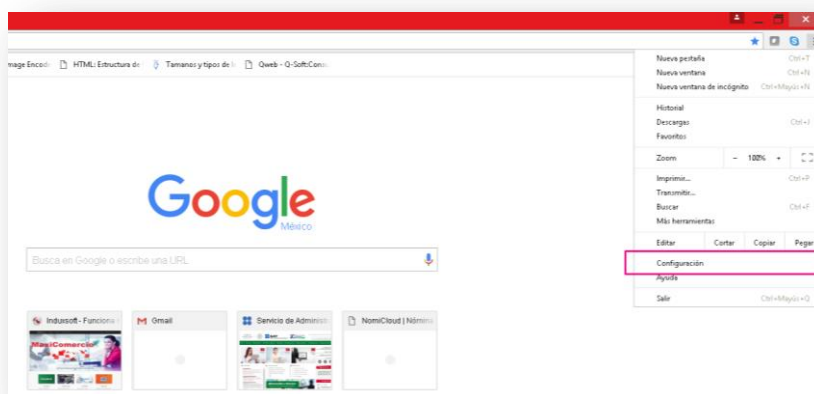 mage Encod
HTML: Estructura de
Tamanos y tipos de l
Qweb - Q-Soft:Cons
Nueva pestaña Ctrl+T
Nueva ventana Ctrl+N
Nueva ventana de incógnito Ctrl+Mayús+N
Historial
Descargas Ctrl+J
Favoritos
Zoom - 100% +
Imprimir... Ctrl+P
Transmitir...
Buscar Ctrl+F
Más herramientas
Editar Cortar Copiar Pegar
Configuración
Ayuda
Salir Ctrl+Mayús+Q
Google
México
Busca en Google o escribe una URL
Induxsoft - Funciona
Gmail
Servicio de Administr
NomiCloud | Nómina
MaxiComercio